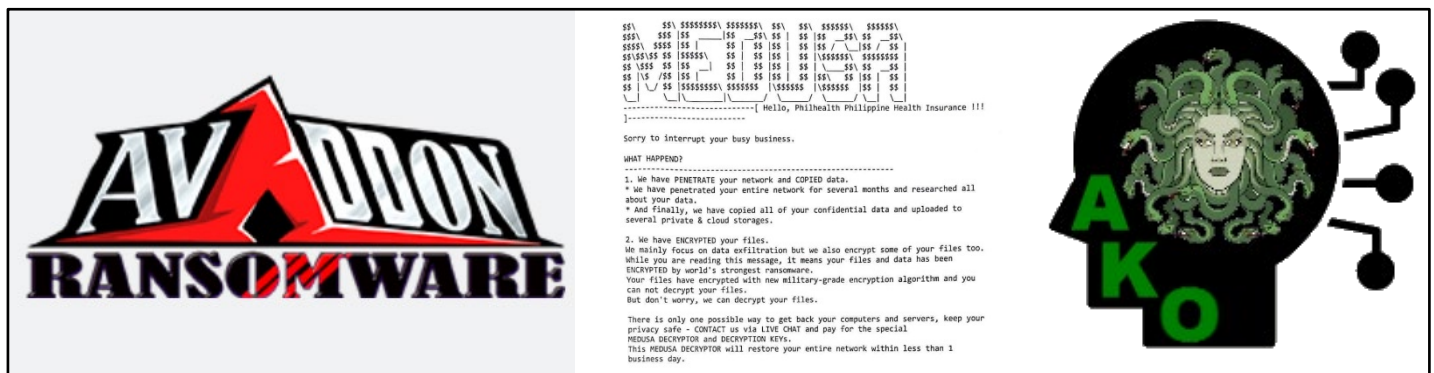 AVADDON
RANSOMWARE
MEDUSA
-----------------------------[ Hello, Philhealth Philippine Health Insurance !!!
]--------------------------
Sorry to interrupt your busy business.
WHAT HAPPEND?
------------------------------------------------------------
1. We have PENETRATE your network and COPIED data.
* We have penetrated your entire network for several months and researched all
about your data.
* And finally, we have copied all of your confidential data and uploaded to
several private & cloud storages.
2. We have ENCRYPTED your files.
We mainly focus on data exfiltration but we also encrypt some of your files too.
While you are reading this message, it means your files and data has been
ENCRYPTED by world's strongest ransomware.
Your files have encrypted with new military-grade encryption algorithm and you
can not decrypt your files.
But don't worry, we can decrypt your files.
There is only one possible way to get back your computers and servers, keep your
privacy safe - CONTACT us via LIVE CHAT and pay for the special
MEDUSA DECRYPTOR and DECRYPTION KEYs.
This MEDUSA DECRYPTOR will restore your entire network within less than 1
business day.
AKO